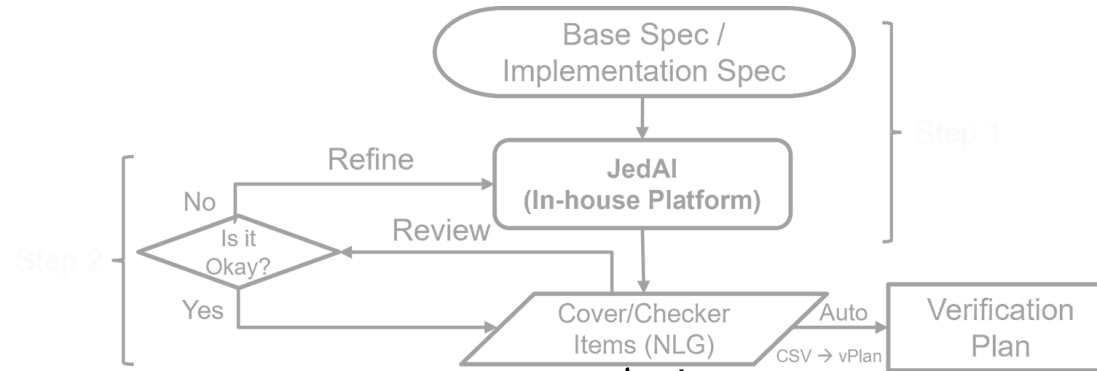 Base Spec /
Implementation Spec
Step 1
JedAI
(In-house Platform)
Refine
No
Is it
Okay?
Review
Step 2
Yes
Cover/Checker
Items (NLG)
Auto
CSV → vPlan
Verification
Plan